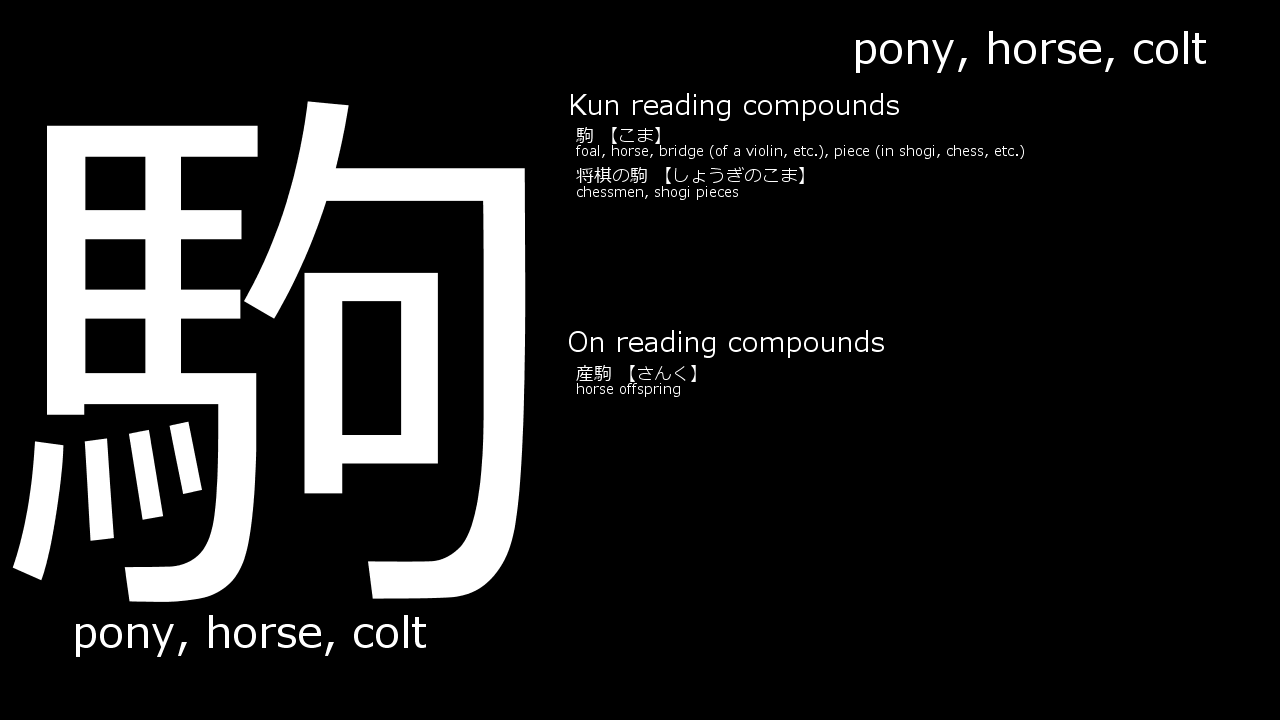 pony, horse, colt
駒
pony, horse, colt
Kun reading compounds
駒 【こま】
foal, horse, bridge (of a violin, etc.), piece (in shogi, chess, etc.)
将棋の駒 【しょうぎのこま】
chessmen, shogi pieces
On reading compounds
産駒 【さんく】
horse offspring